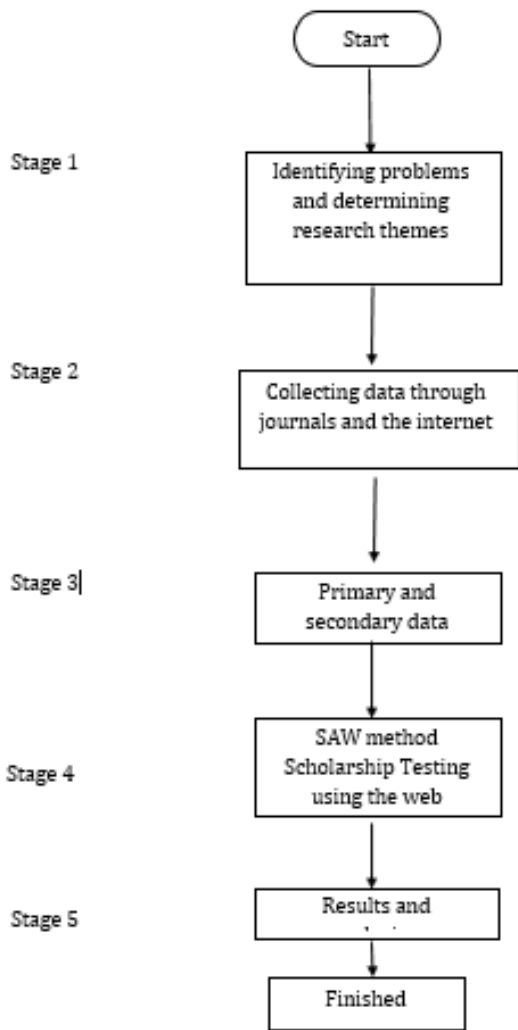 Start
Stage 1
Identifying problems
and determining
research themes
Stage 2
Collecting data through
journals and the internet
Stage 3
Primary and
secondary data
SAW method
Scholarship Testing
using the web
Stage 4
Results and
Stage 5
Finished